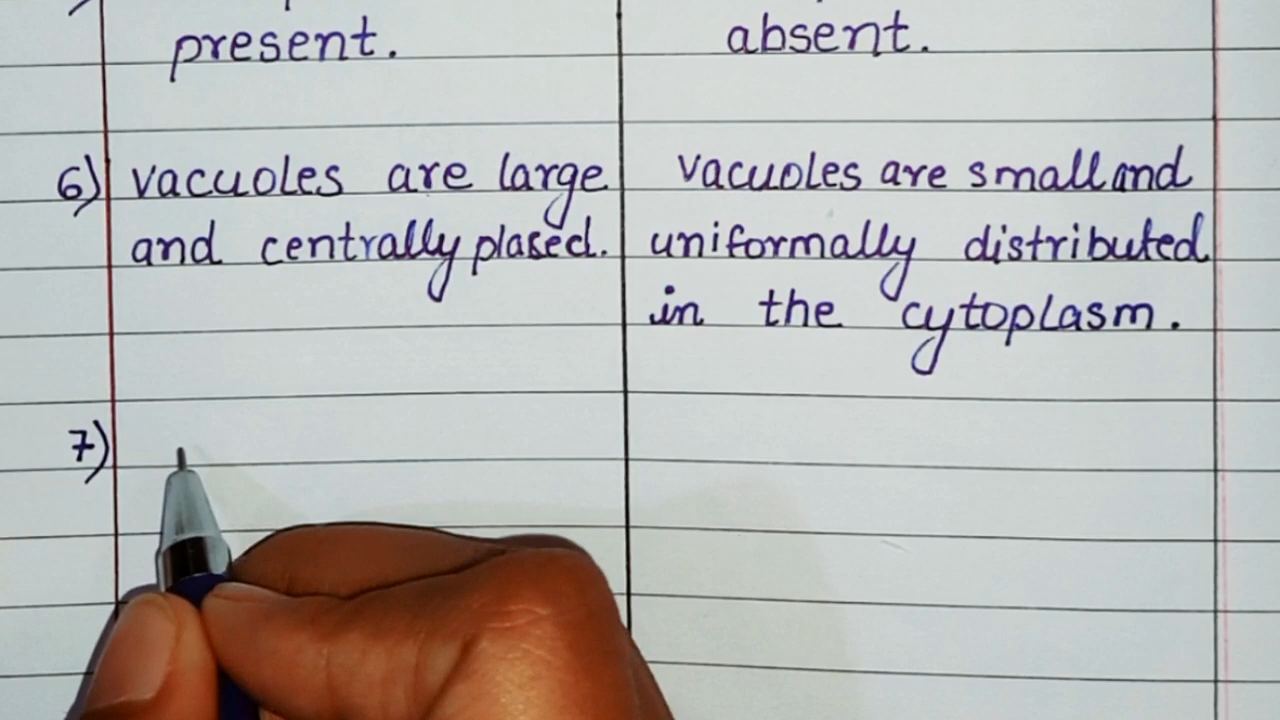 present.
absent.
6) vacuoles are large
and centrally plased.
vacuoles are small and
uniformally distributed
in the cytoplasm.
7)